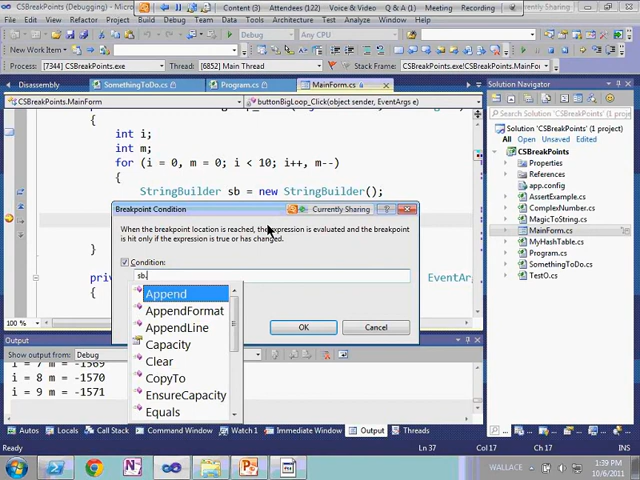 CSBreakPoints (Debugging)
Content (3)
Attendees (122)
Voice & Video
Q&A
Meeting
Recording
Currently Sharing
File
Edit
View
Refactor
Project
Build
Debug
Team
Data
Tools
Architecture
Test
Analyze
Window
Help
Debug
Any CPU
New Work Item
Process: [7344] CSBreakPoints.exe
Thread: [6852] Main Thread
Stack Frame: CSBreakPoints.exe!CSBreakPoints.MainFor
Disassembly
SomethingToDo.cs
Program.cs
MainForm.cs
CSBreakPoints.MainForm
buttonBigLoop_Click(object sender, EventArgs e)
{
int i;
int m;
for (i = 0, m = 0; i < 10; i++, m--)
{
StringBuilder sb = new StringBuilder();
}
EventAr
{
Breakpoint Condition
Currently Sharing
When the breakpoint location is reached, the expression is evaluated and the breakpoint
is hit only if the expression is true or has changed.
Condition:
sb.
Append
AppendFormat
AppendLine
Capacity
Clear
CopyTo
EnsureCapacity
Equals
OK
Cancel
Solution Navigator
Solution 'CSBreakPoints' (1 project)
All
Open
Unsaved
Edited
CSBreakPoints
Properties
References
app.config
AssertExample.cs
ComplexNumber.cs
MagicToString.cs
MainForm.cs
MyHashTable.cs
Program.cs
SomethingToDo.cs
TestO.cs
100 %
Output
Show output from: Debug
i = 7 m = -1569
i = 8 m = -1570
i = 9 m = -1571
Autos
Locals
Call Stack
Command Window
Watch 1
Immediate Window
Output
Threads
Ready
Ln 37
Col 17
Ch 17
INS
WALLACE
1:39 PM
10/6/2011